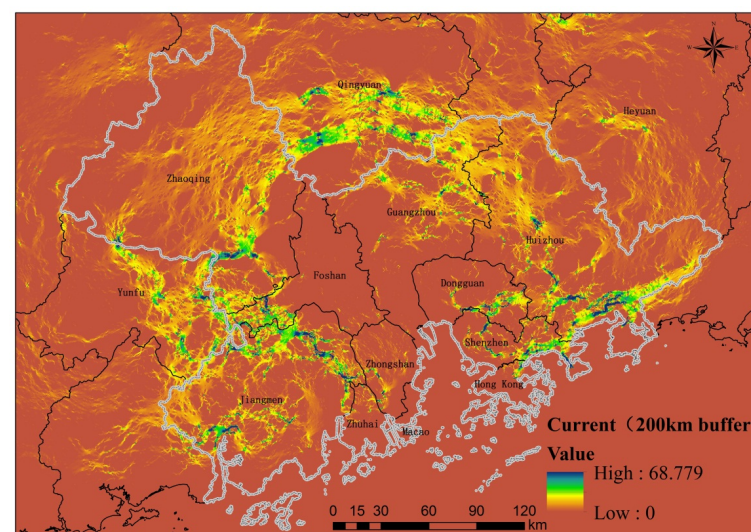 N
W E
S
Qingyuan
Heyuan
Zhaoqing
Guangzhou
Huizhou
Foshan
Dongguan
Yunfu
Shenzhen
Zhongshan
Hong Kong
Jiangmen
Zhuhai
Macao
Current（200km buffer
Value
High : 68.779
Low : 0
0 15 30 60 90 120
km